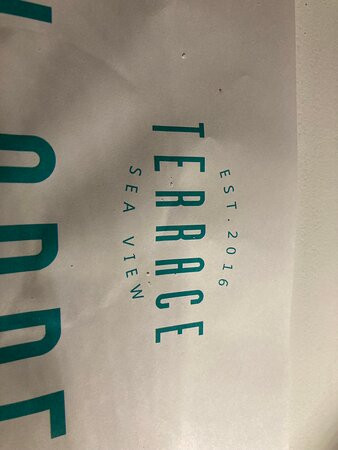 EST. 2016
TERRACE
SEA VIEW